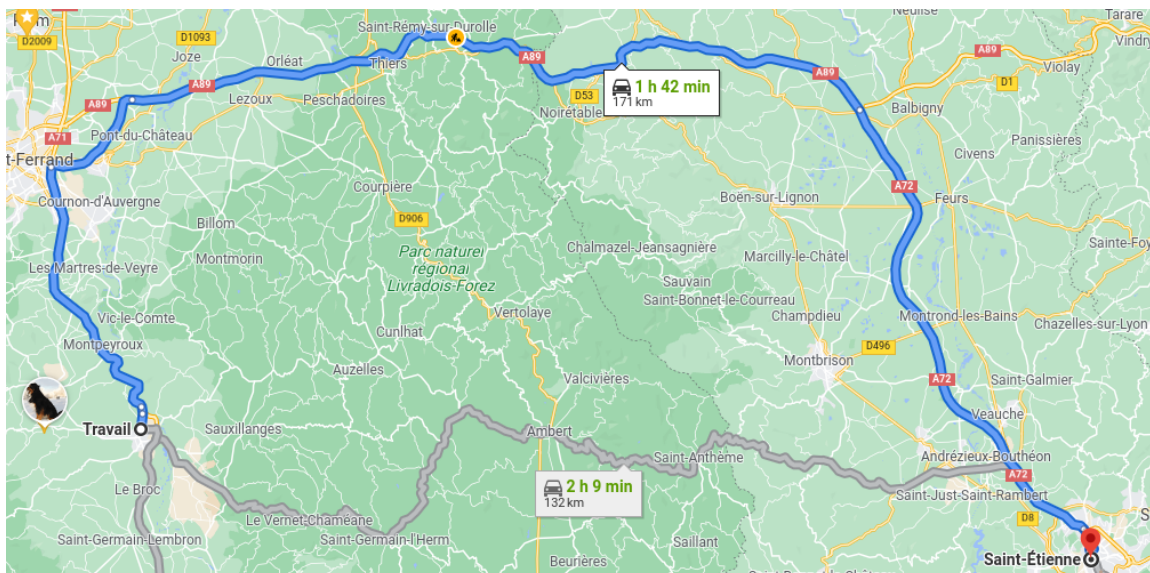 Riom
D2009
D1093
Joze
Saint-Rémy-sur-Durolle
Neulise
Tarare
Vindry
Orléat
Thiers
A89
A89
A89
Violay
D1
A89
A89
Lezoux
Peschadoires
D53
Noirétable
1 h 42 min
171 km
Balbigny
A71
Pont-du-Château
Panissières
t-Ferrand
Civens
A72
Cournon-d'Auvergne
Courpière
Boën-sur-Lignon
Feurs
Billom
D906
Sainte-Foy
Parc naturel
régional
Livradois-Forez
Chalmazel-Jeansagnière
Marcilly-le-Châtel
Les Martres-de-Veyre
Montmorin
Sauvain
Saint-Bonnet-le-Courreau
Vic-le-Comte
Vertolaye
Champdieu
Montrond-les-Bains
Chazelles-sur-Lyon
Montpeyroux
Cunlhat
D496
Montbrison
Auzelles
Valcivières
A72
Saint-Galmier
Veauche
Travail
Sauxillanges
Ambert
Saint-Anthème
Andrézieux-Bouthéon
A72
2 h 9 min
132 km
Le Broc
Saint-Just-Saint-Rambert
Le Vernet-Chaméane
D8
S
Saint-Germain-Lembron
Saint-Germain-l'Herm
Saillant
Beurières
Saint-Étienne